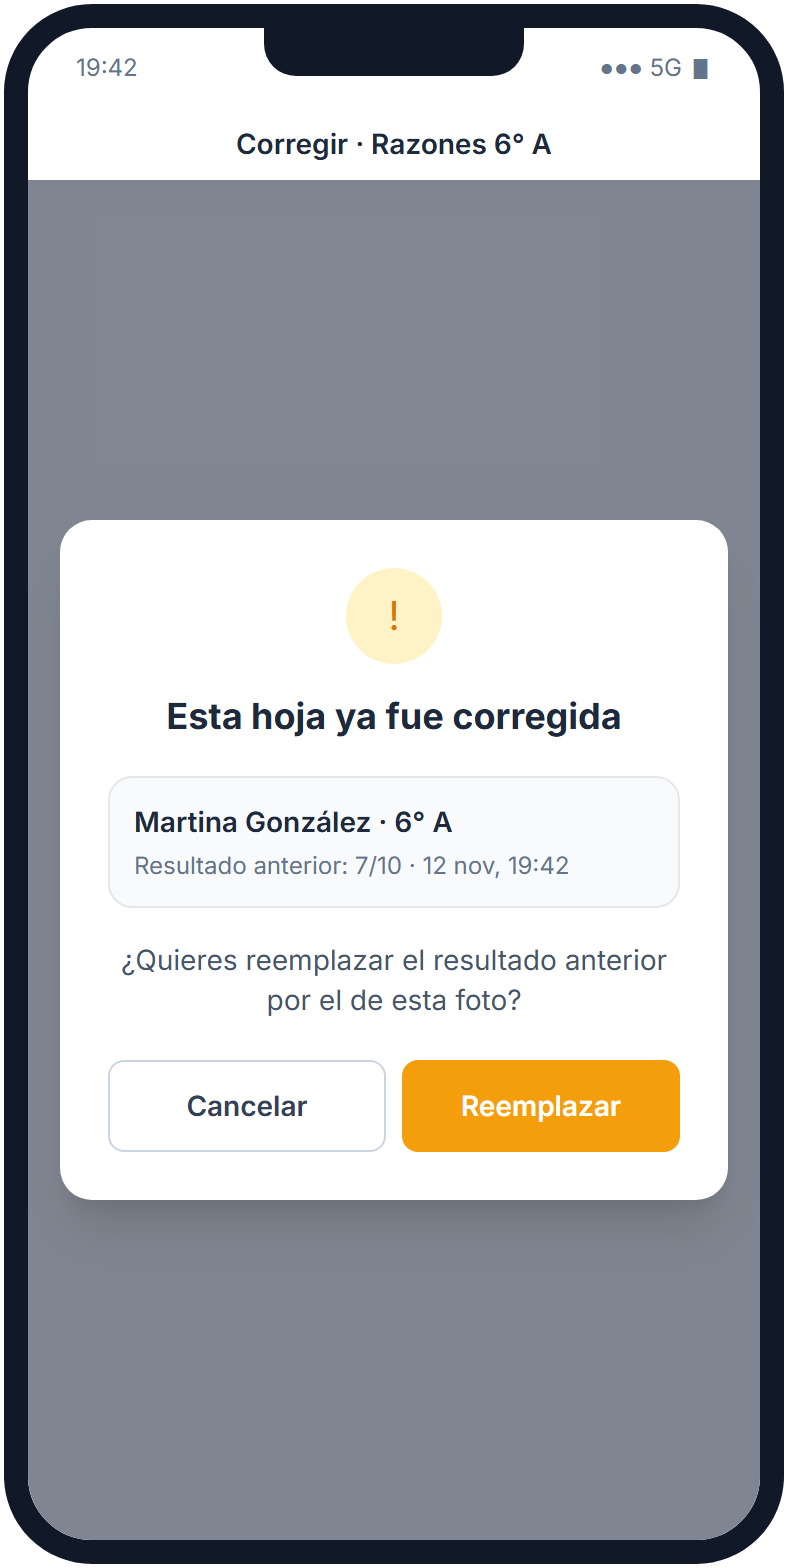 19:42
●●● 5G
Corregir · Razones 6° A
!
Esta hoja ya fue corregida
Martina González · 6° A
Resultado anterior: 7/10 · 12 nov, 19:42
¿Quieres reemplazar el resultado anterior
por el de esta foto?
Cancelar
Reemplazar